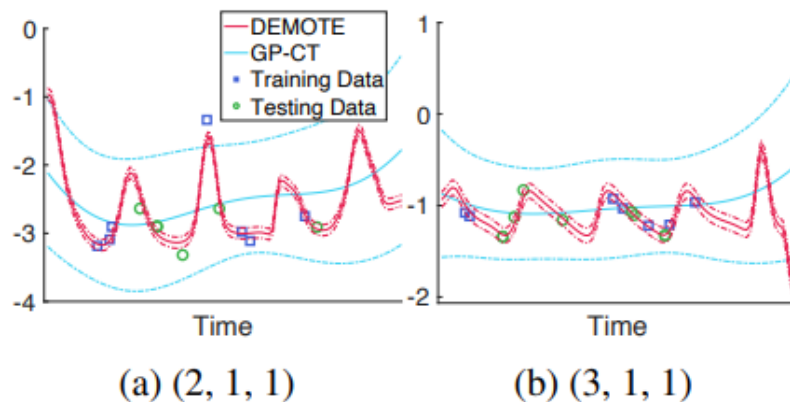 0
-1
-2
-3
-4
DEMOTE
GP-CT
Training Data
Testing Data
Time
(a) (2, 1, 1)
1
0
-1
-2
Time
(b) (3, 1, 1)